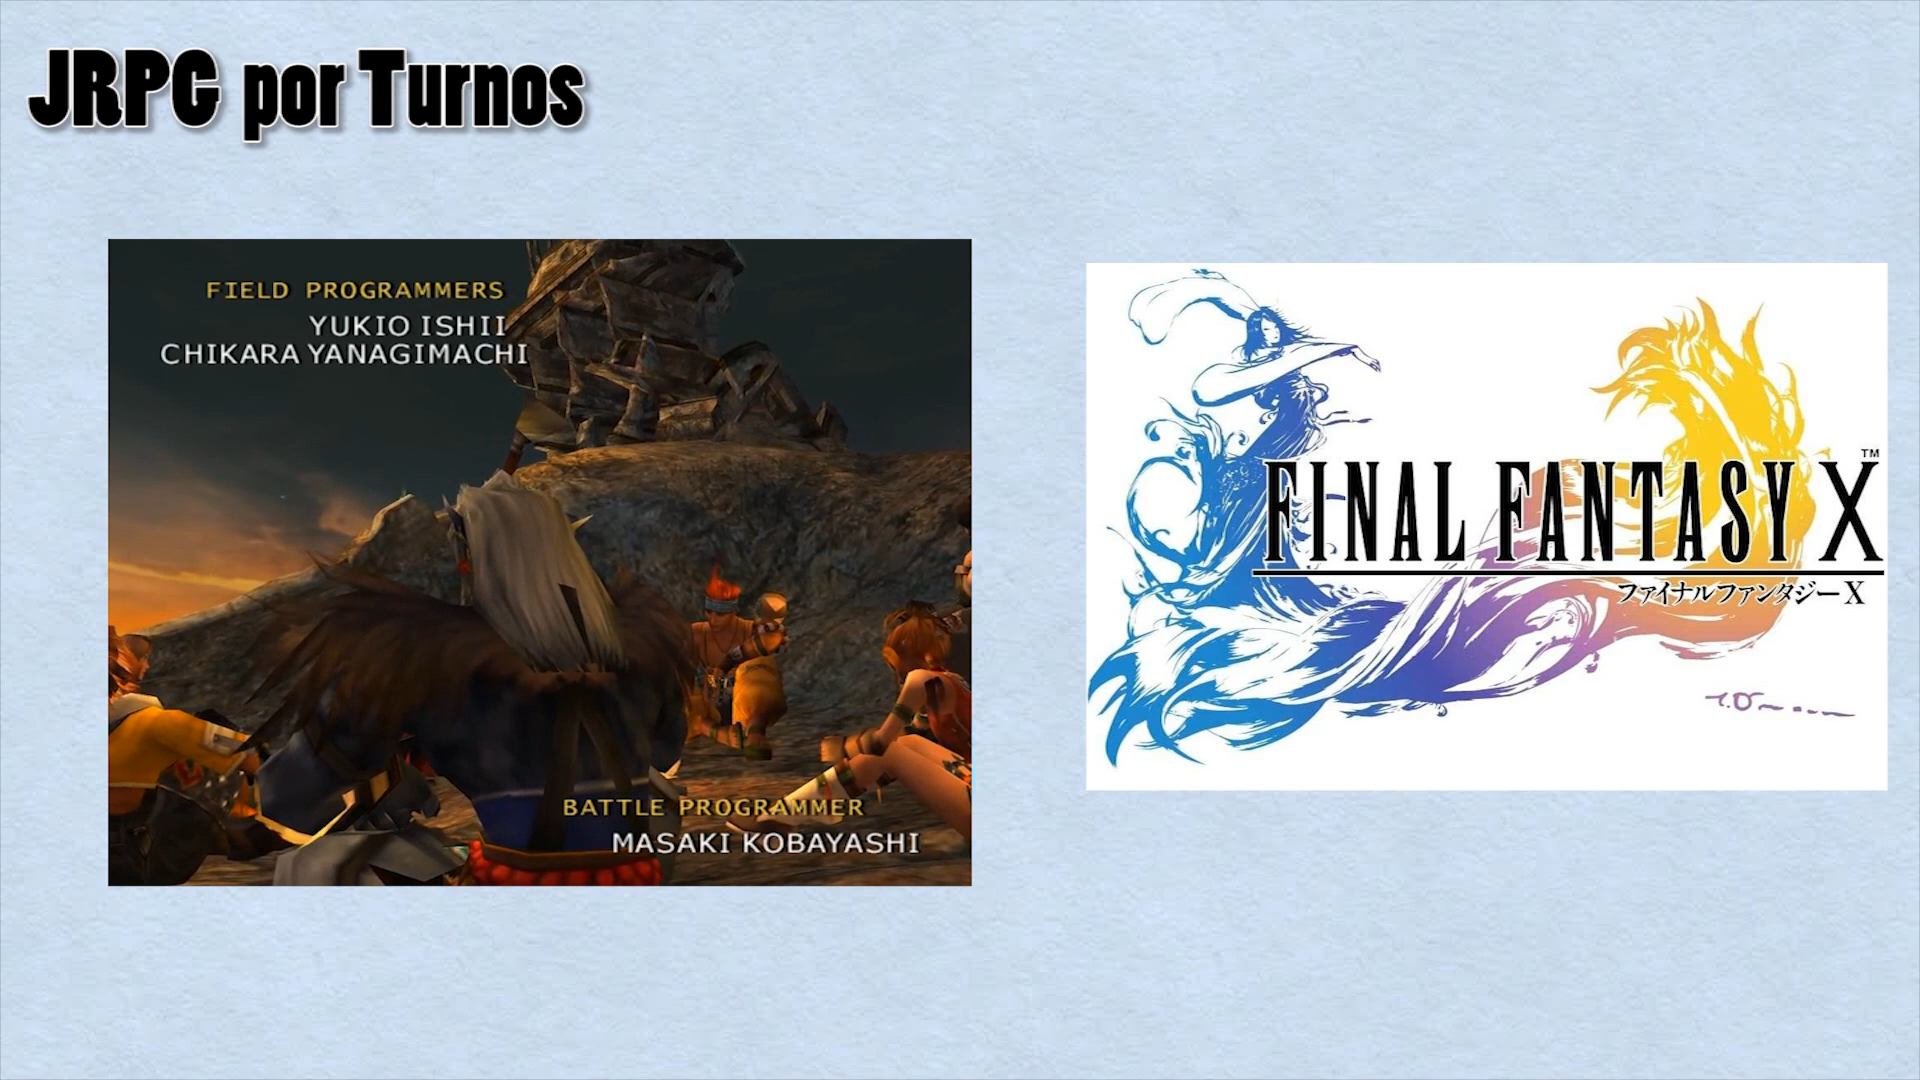 JRPG por Turnos
FIELD PROGRAMMERS
YUKIO ISHII
CHIKARA YANAGIMACHI
BATTLE PROGRAMMER
MASAKI KOBAYASHI
FINAL FANTASY X™
ファイナルファンタジーX